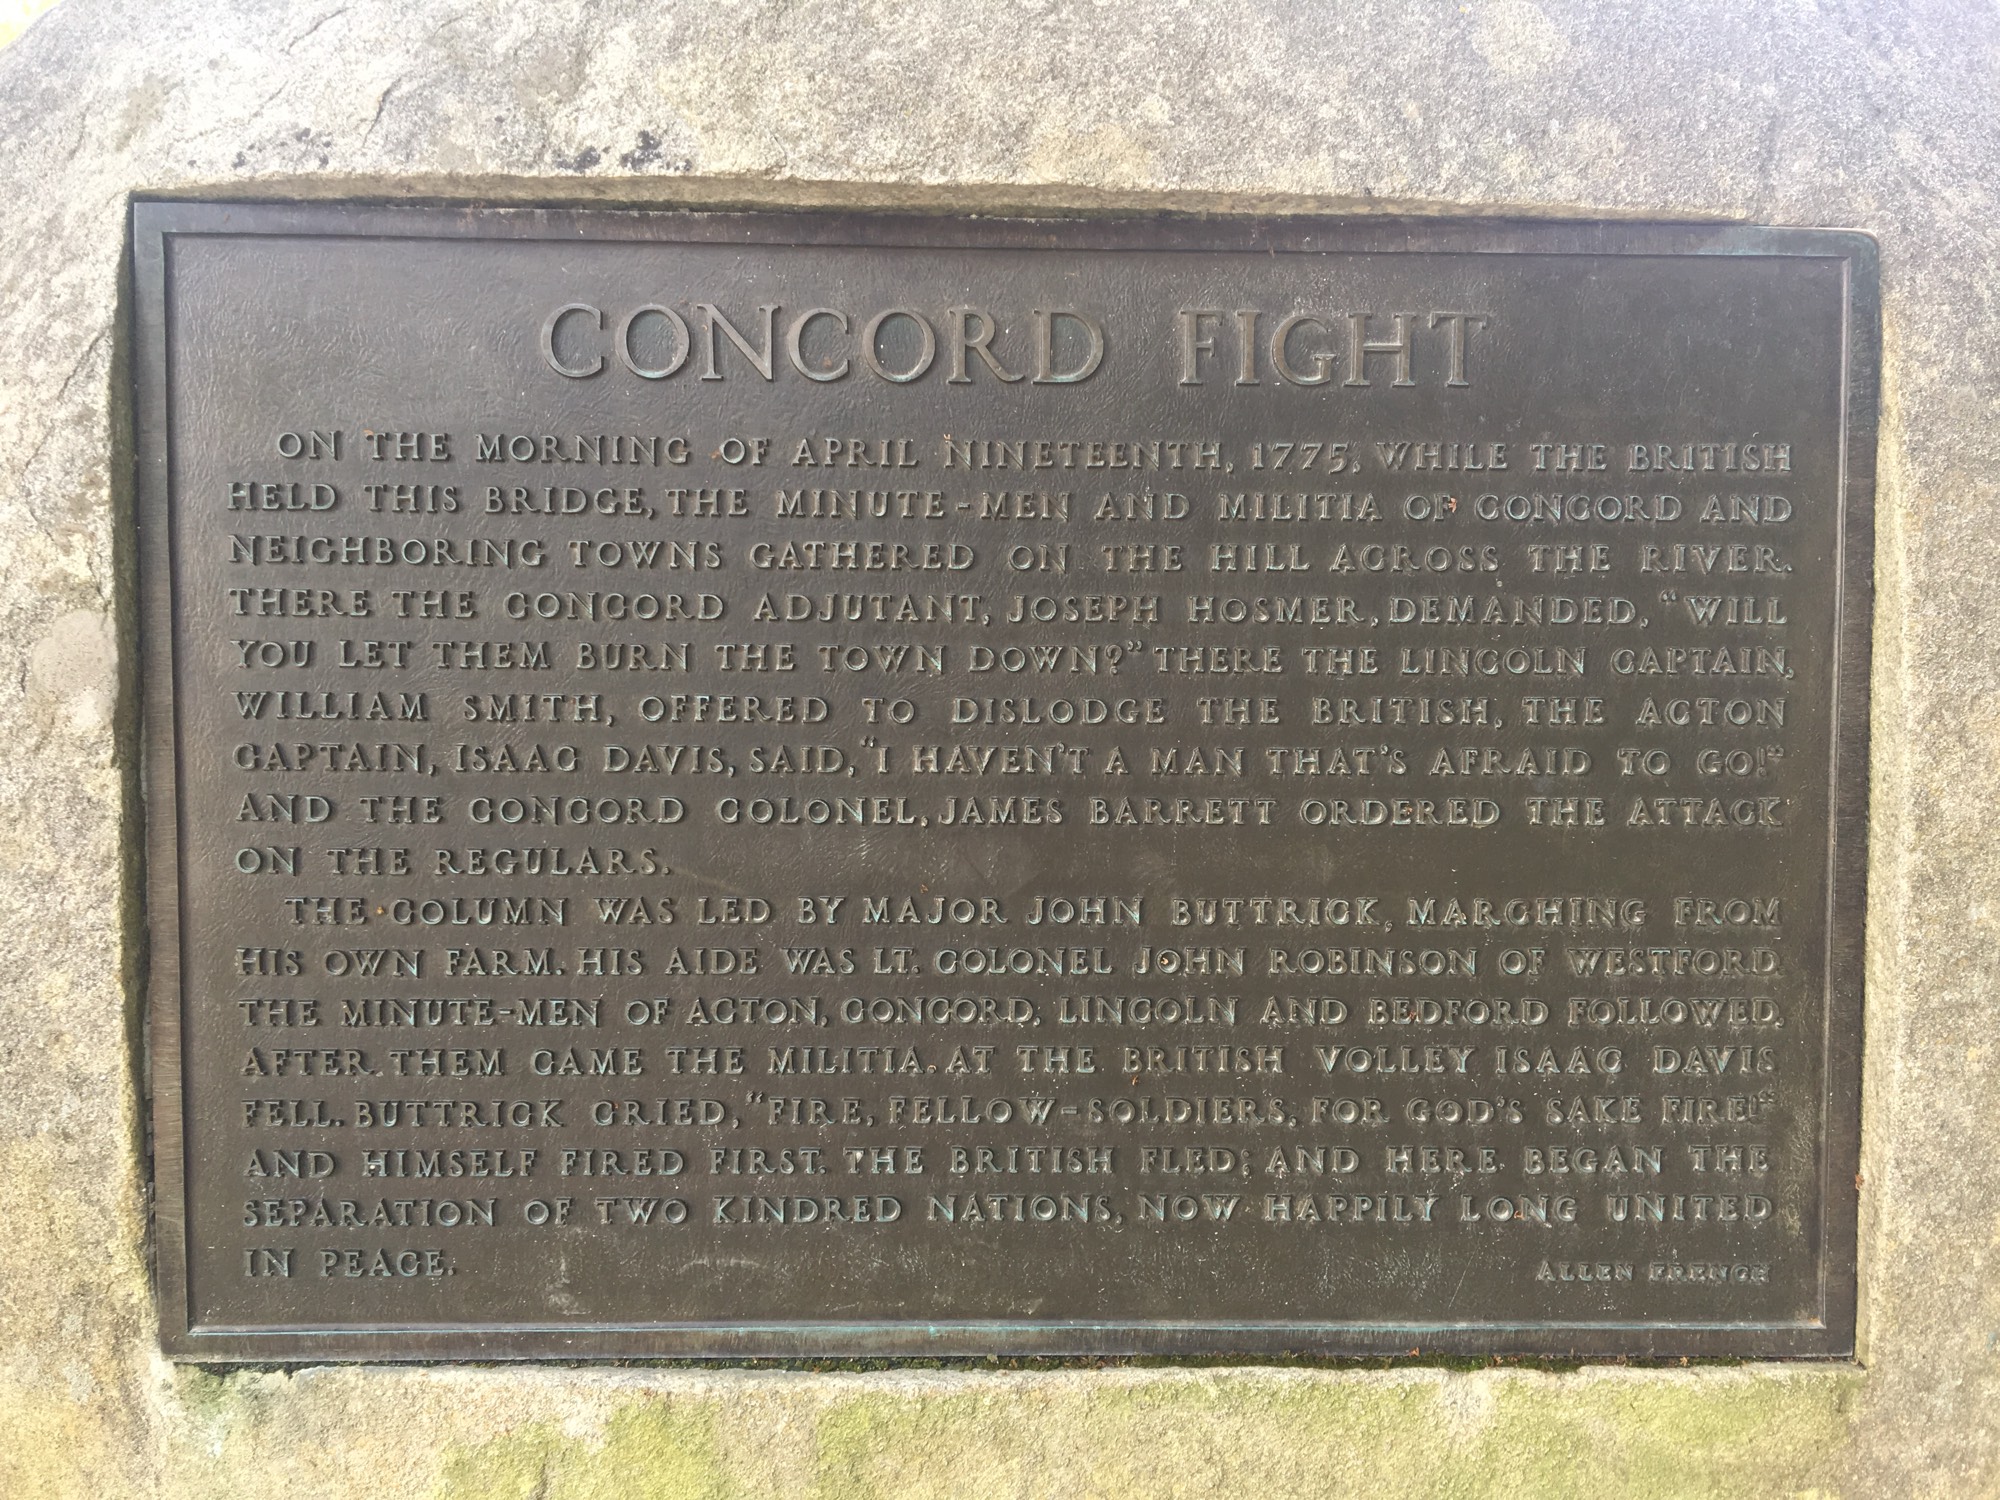 CONCORD FIGHT
ON THE MORNING OF APRIL NINETEENTH, 1775, WHILE THE BRITISH
HELD THIS BRIDGE, THE MINUTE-MEN AND MILITIA OF CONCORD AND
NEIGHBORING TOWNS GATHERED ON THE HILL ACROSS THE RIVER.
THERE THE CONCORD ADJUTANT, JOSEPH HOSMER, DEMANDED, "WILL
YOU LET THEM BURN THE TOWN DOWN?" THERE THE LINCOLN CAPTAIN,
WILLIAM SMITH, OFFERED TO DISLODGE THE BRITISH, THE ACTON
CAPTAIN, ISAAC DAVIS, SAID, "I HAVEN'T A MAN THAT'S AFRAID TO GO!"
AND THE CONCORD COLONEL, JAMES BARRETT ORDERED THE ATTACK
ON THE REGULARS.
THE COLUMN WAS LED BY MAJOR JOHN BUTTRICK, MARCHING FROM
HIS OWN FARM. HIS AIDE WAS LT. COLONEL JOHN ROBINSON OF WESTFORD.
THE MINUTE-MEN OF ACTON, CONCORD, LINCOLN AND BEDFORD FOLLOWED.
AFTER THEM CAME THE MILITIA. AT THE BRITISH VOLLEY ISAAC DAVIS
FELL. BUTTRICK CRIED, "FIRE, FELLOW-SOLDIERS, FOR GOD'S SAKE FIRE!"
AND HIMSELF FIRED FIRST. THE BRITISH FLED; AND HERE BEGAN THE
SEPARATION OF TWO KINDRED NATIONS, NOW HAPPILY LONG UNITED
IN PEACE.
ALLEN FRENCH